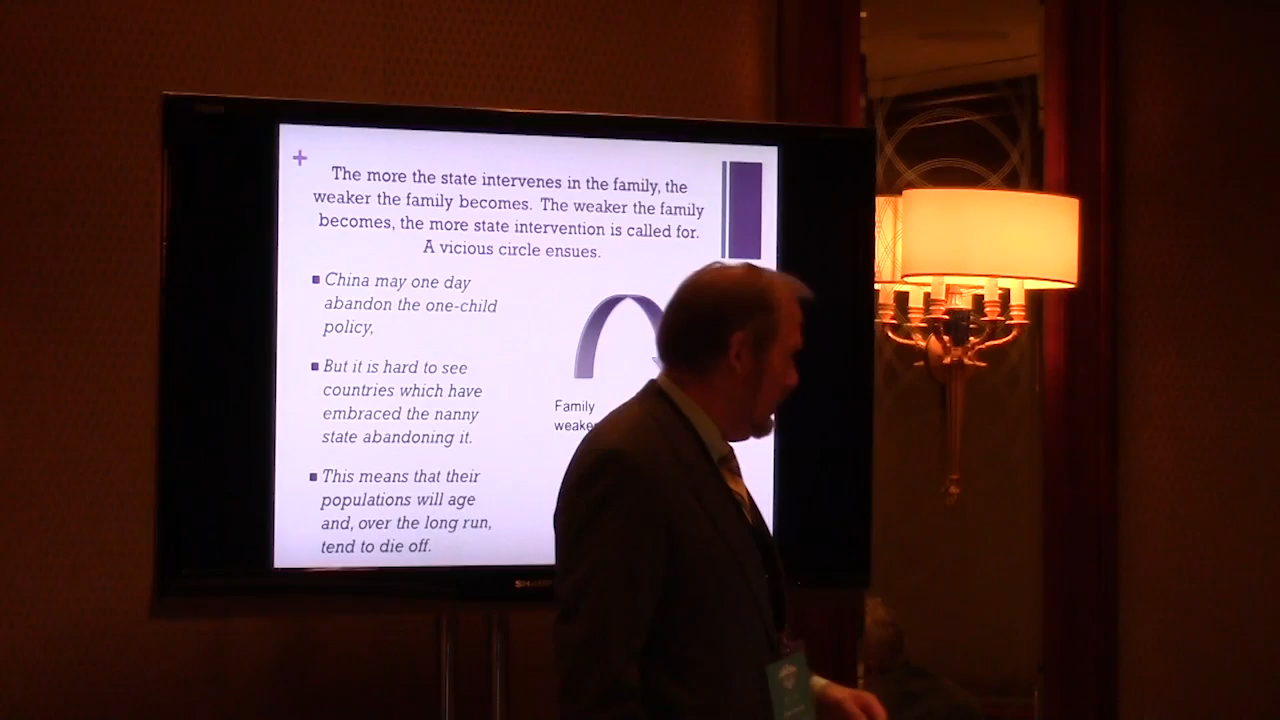 +
The more the state intervenes in the family, the
weaker the family becomes. The weaker the family
becomes, the more state intervention is called for.
A vicious circle ensues.
China may one day
abandon the one-child
policy,
But it is hard to see
countries which have
embraced the nanny
state abandoning it.
This means that their
populations will age
and, over the long run,
tend to die off.
Family